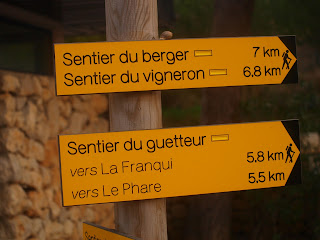 Sentier du berger 7 km
Sentier du vigneron 6,8 km
Sentier du guetteur
vers La Franqui 5,8 km
vers Le Phare 5,5 km